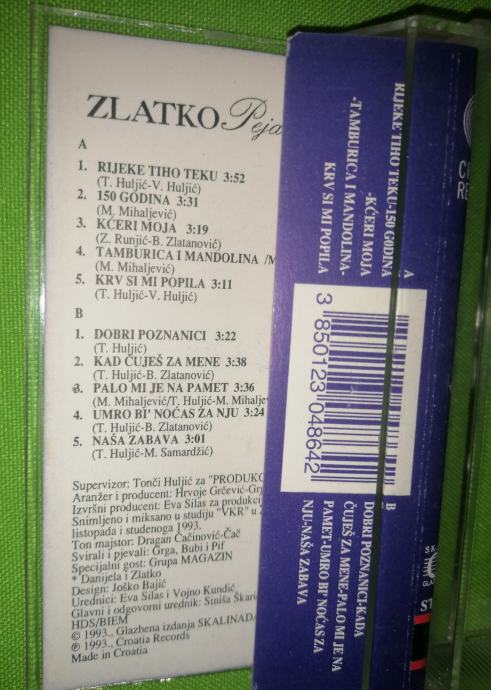 ZLATKO Peja
A
1. RIJEKE TIHO TEKU 3:52
(T. Huljić-V. Huljić)
2. 150 GODINA 3:31
(M. Mihaljević)
3. KĆERI MOJA 3:19
(Z. Runjić-B. Zlatanović)
4. TAMBURICA I MANDOLINA /M
(M. Mihaljević)
5. KRV SI MI POPILA 3:11
(T. Huljić-V. Huljić)
B
1. DOBRI POZNANICI 3:22
(T. Huljić)
2. KAD ČUJEŠ ZA MENE 3:38
(T. Huljić-B. Zlatanović)
3. PALO MI JE NA PAMET 3:36
(M. Mihaljević/T. Huljić-M. Mihaljev
4. UMRO BI' NOĆAS ZA NJU 3:24
(T. Huljić-B. Zlatanović)
5. NAŠA ZABAVA 3:01
(T. Huljić-M. Samardžić)
Supervizor: Tonči Huljić za "PRODUKC
Aranžer i producent: Hrvoje Grčević-Grg
Izvršni producent: Eva Silas za produkcij
Snimljeno i miksano u studiju "VKR" u
listopada i studenoga 1993.
Ton majstor: Dragan Čačinović-Čač
Svirali i pjevali: Grga, Bubi i Pif
Specijalni gost: Grupa MAGAZIN
* Danijela i Zlatko
Design: Joško Bajić
Urednici: Eva Silas i Vojno Kundić
Glavni i odgovorni urednik: Siniša Škari
HDS/BIEM
© 1993., Glazbena izdanja SKALINADA
℗ 1993., Croatia Records
Made in Croatia
A
RIJEKE TIHO TEKU-150 GODINA
-KĆERI MOJA
-TAMBURICA I MANDOLINA-
KRV SI MI POPILA
3 850123 048642
B
DOBRI POZNANICI-KADA
ČUJEŠ ZA MENE-PALO MI JE NA
PAMET-UMRO BI' NOĆAS ZA
NJU-NAŠA ZABAVA
C
RE
SK
GLA
ST